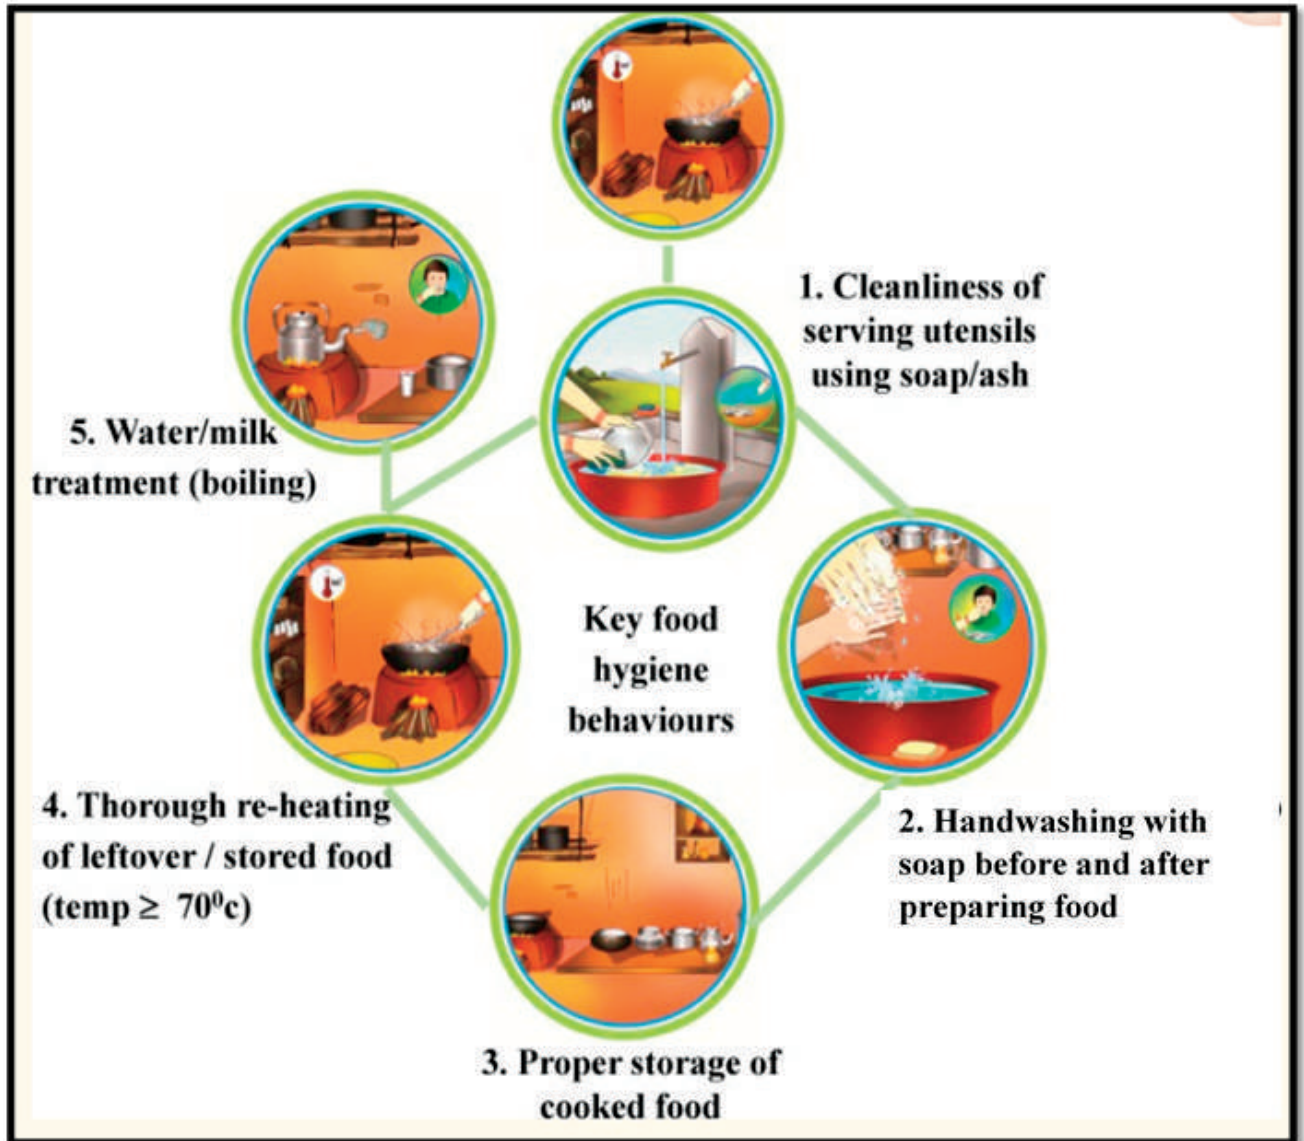 1. Cleanliness of
serving utensils
using soap/ash
5. Water/milk
treatment (boiling)
Key food
hygiene
behaviours
4. Thorough re-heating
of leftover / stored food
(temp ≥ 70⁰c)
2. Handwashing with
soap before and after
preparing food
3. Proper storage of
cooked food